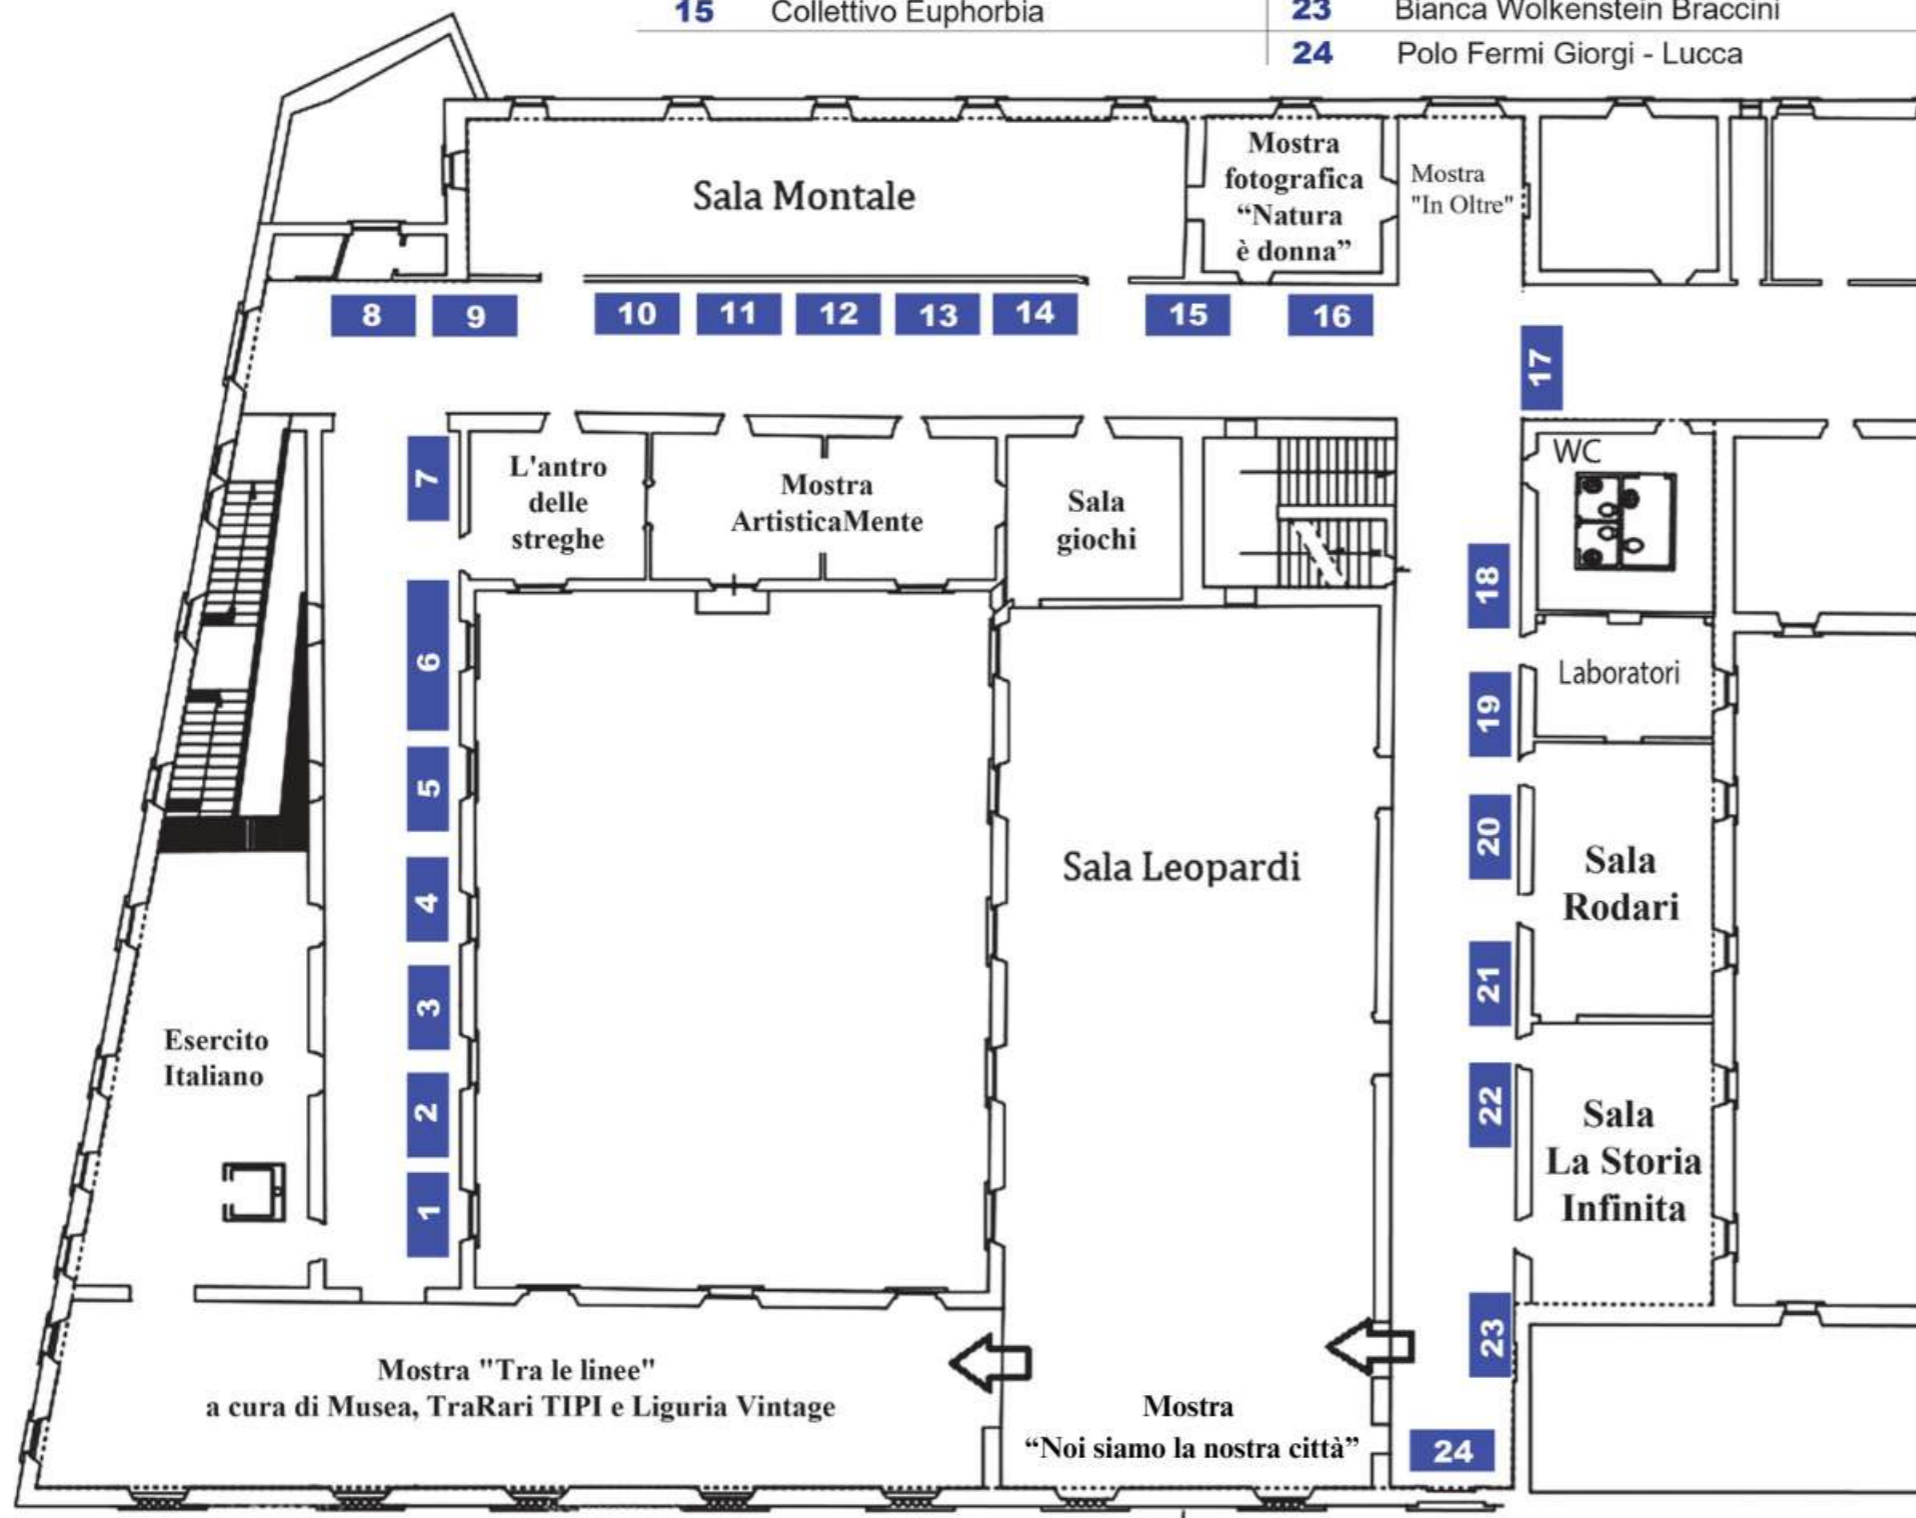 15 Collettivo Euphorbia
23 Bianca Wolkenstein Braccini
24 Polo Fermi Giorgi - Lucca
Sala Montale
Mostra
fotografica
“Natura
è donna”
Mostra
"In Oltre"
8
9
10
11
12
13
14
15
16
17
7
L'antro
delle
streghe
Mostra
ArtisticaMente
Sala
giochi
WC
18
6
Laboratori
19
5
20
Sala Leopardi
Sala
Rodari
4
3
21
Esercito
Italiano
2
22
Sala
La Storia
Infinita
1
23
Mostra "Tra le linee"
a cura di Musea, TraRari TIPI e Liguria Vintage
Mostra
“Noi siamo la nostra città”
24